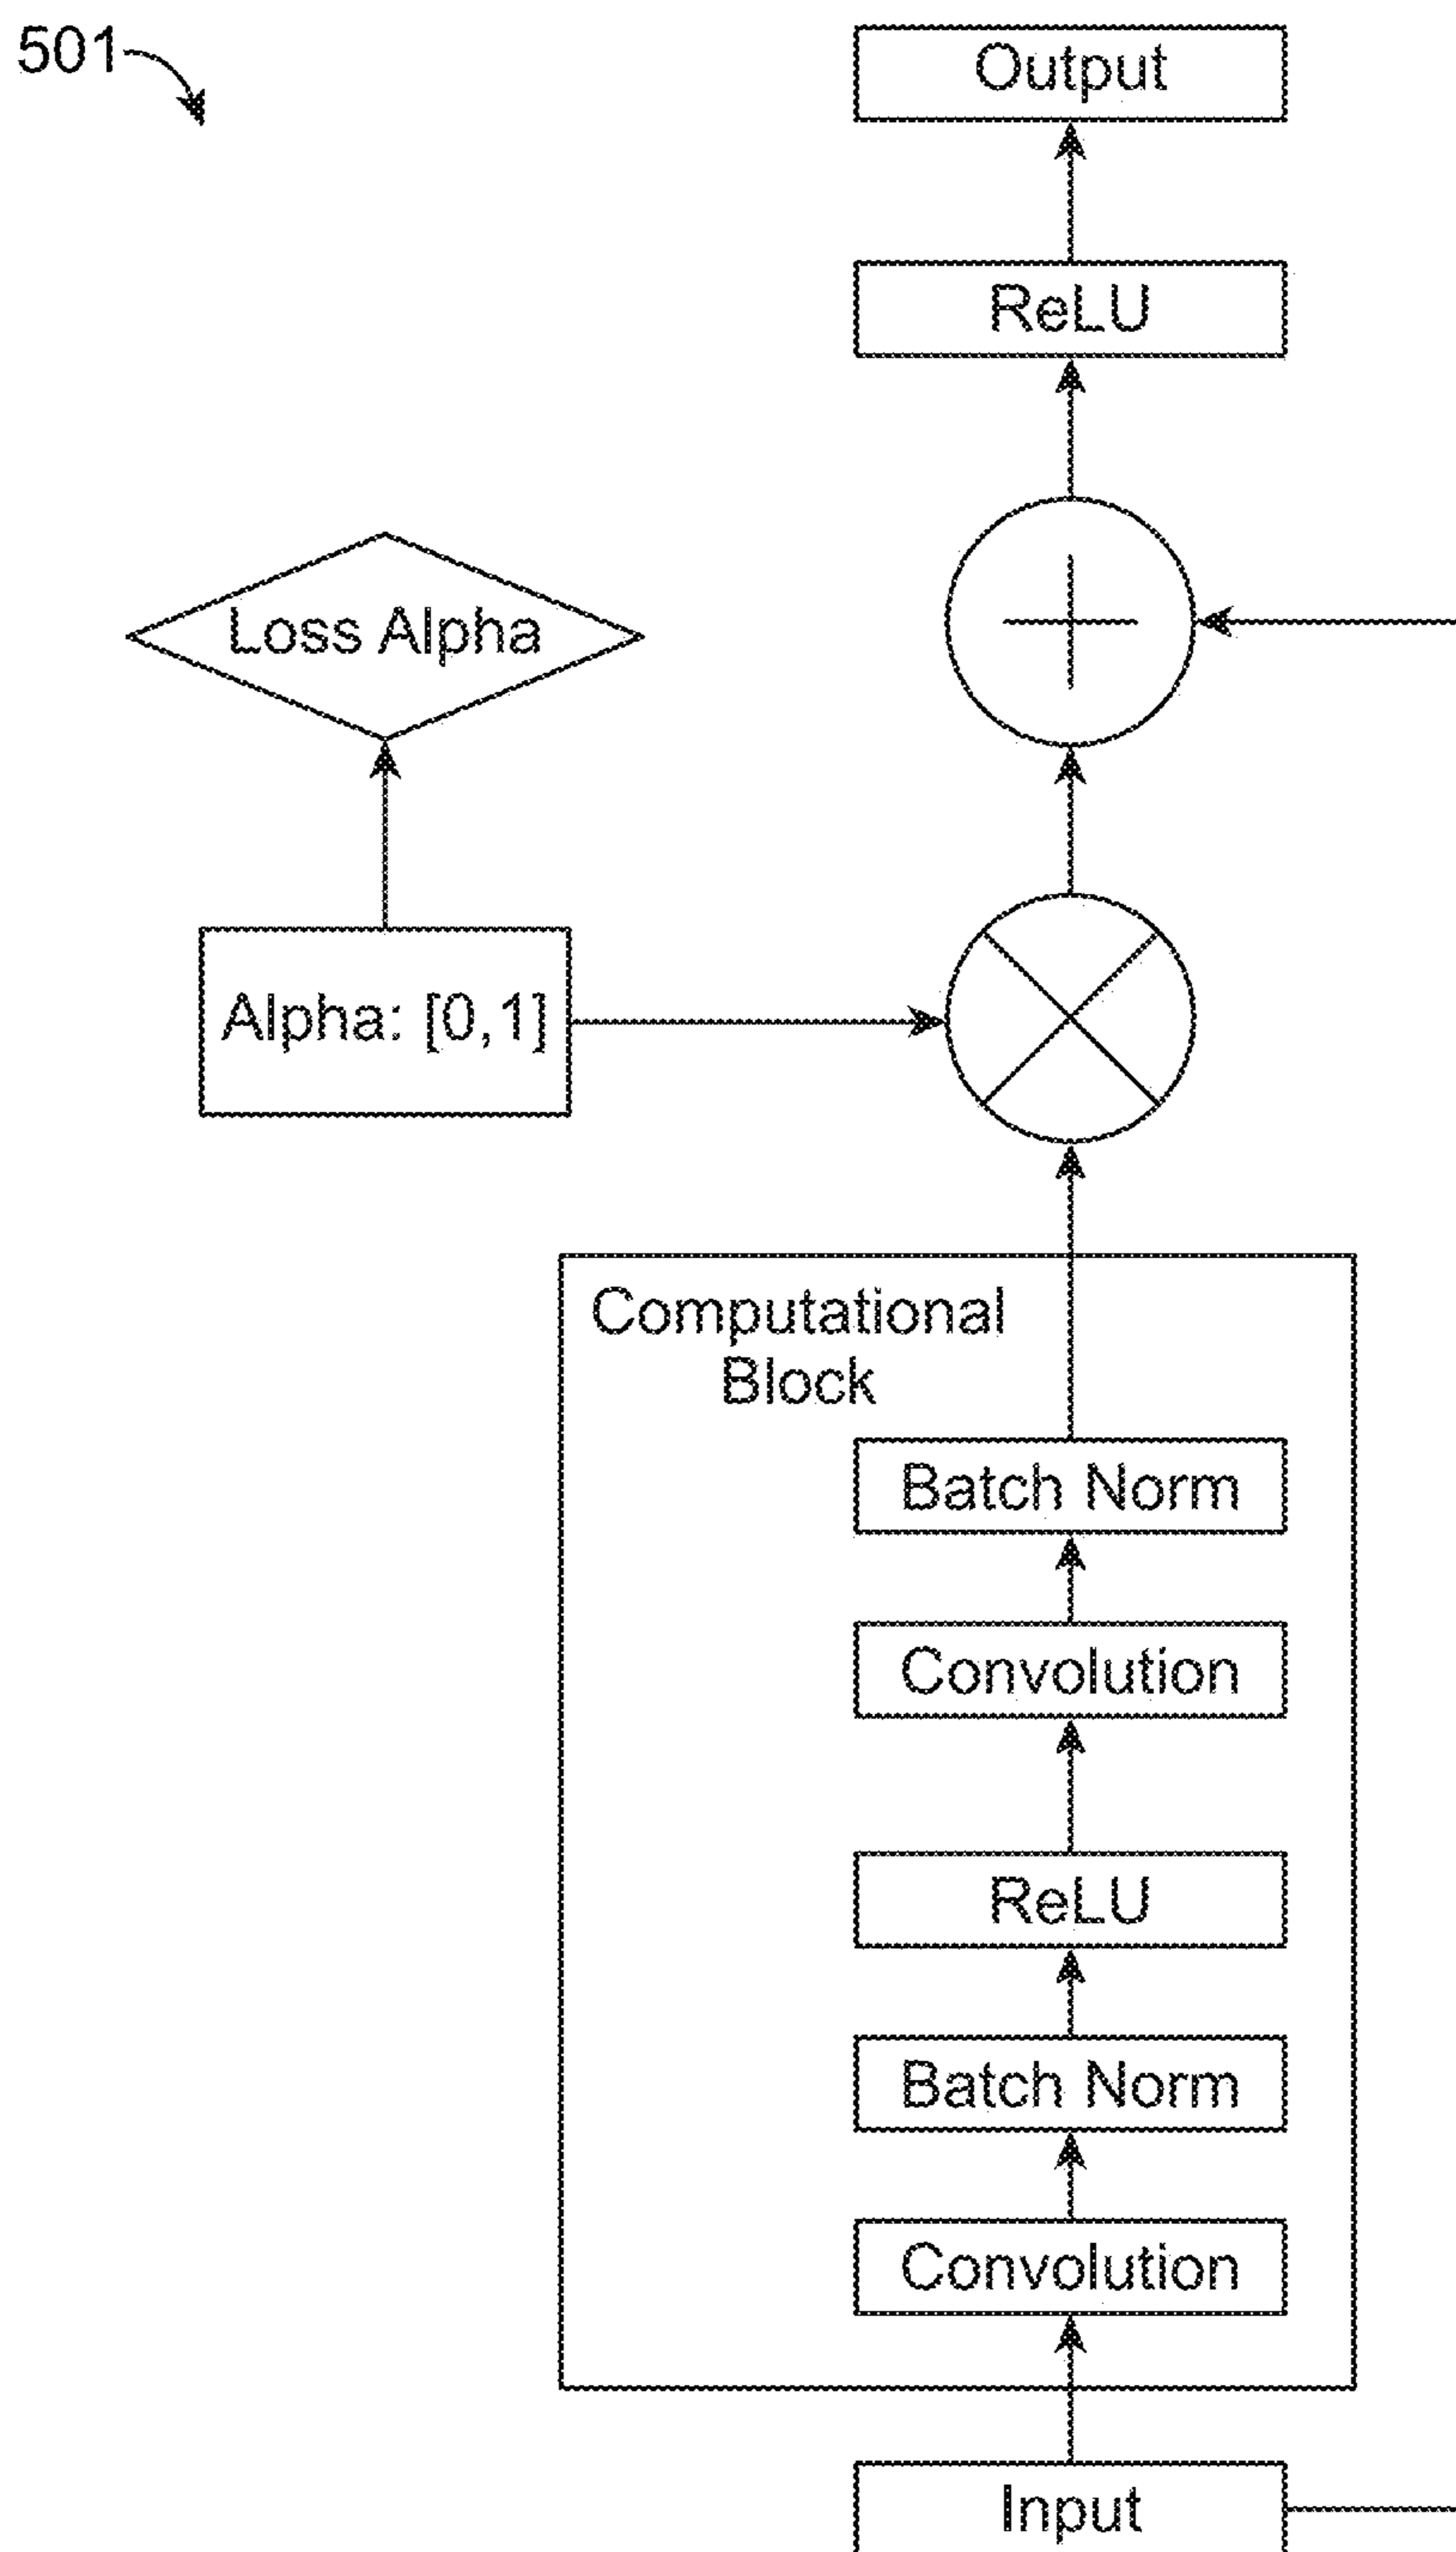 501
Output
ReLU
Loss Alpha
Alpha: [0,1]
Computational
Block
Batch Norm
Convolution
ReLU
Batch Norm
Convolution
Input